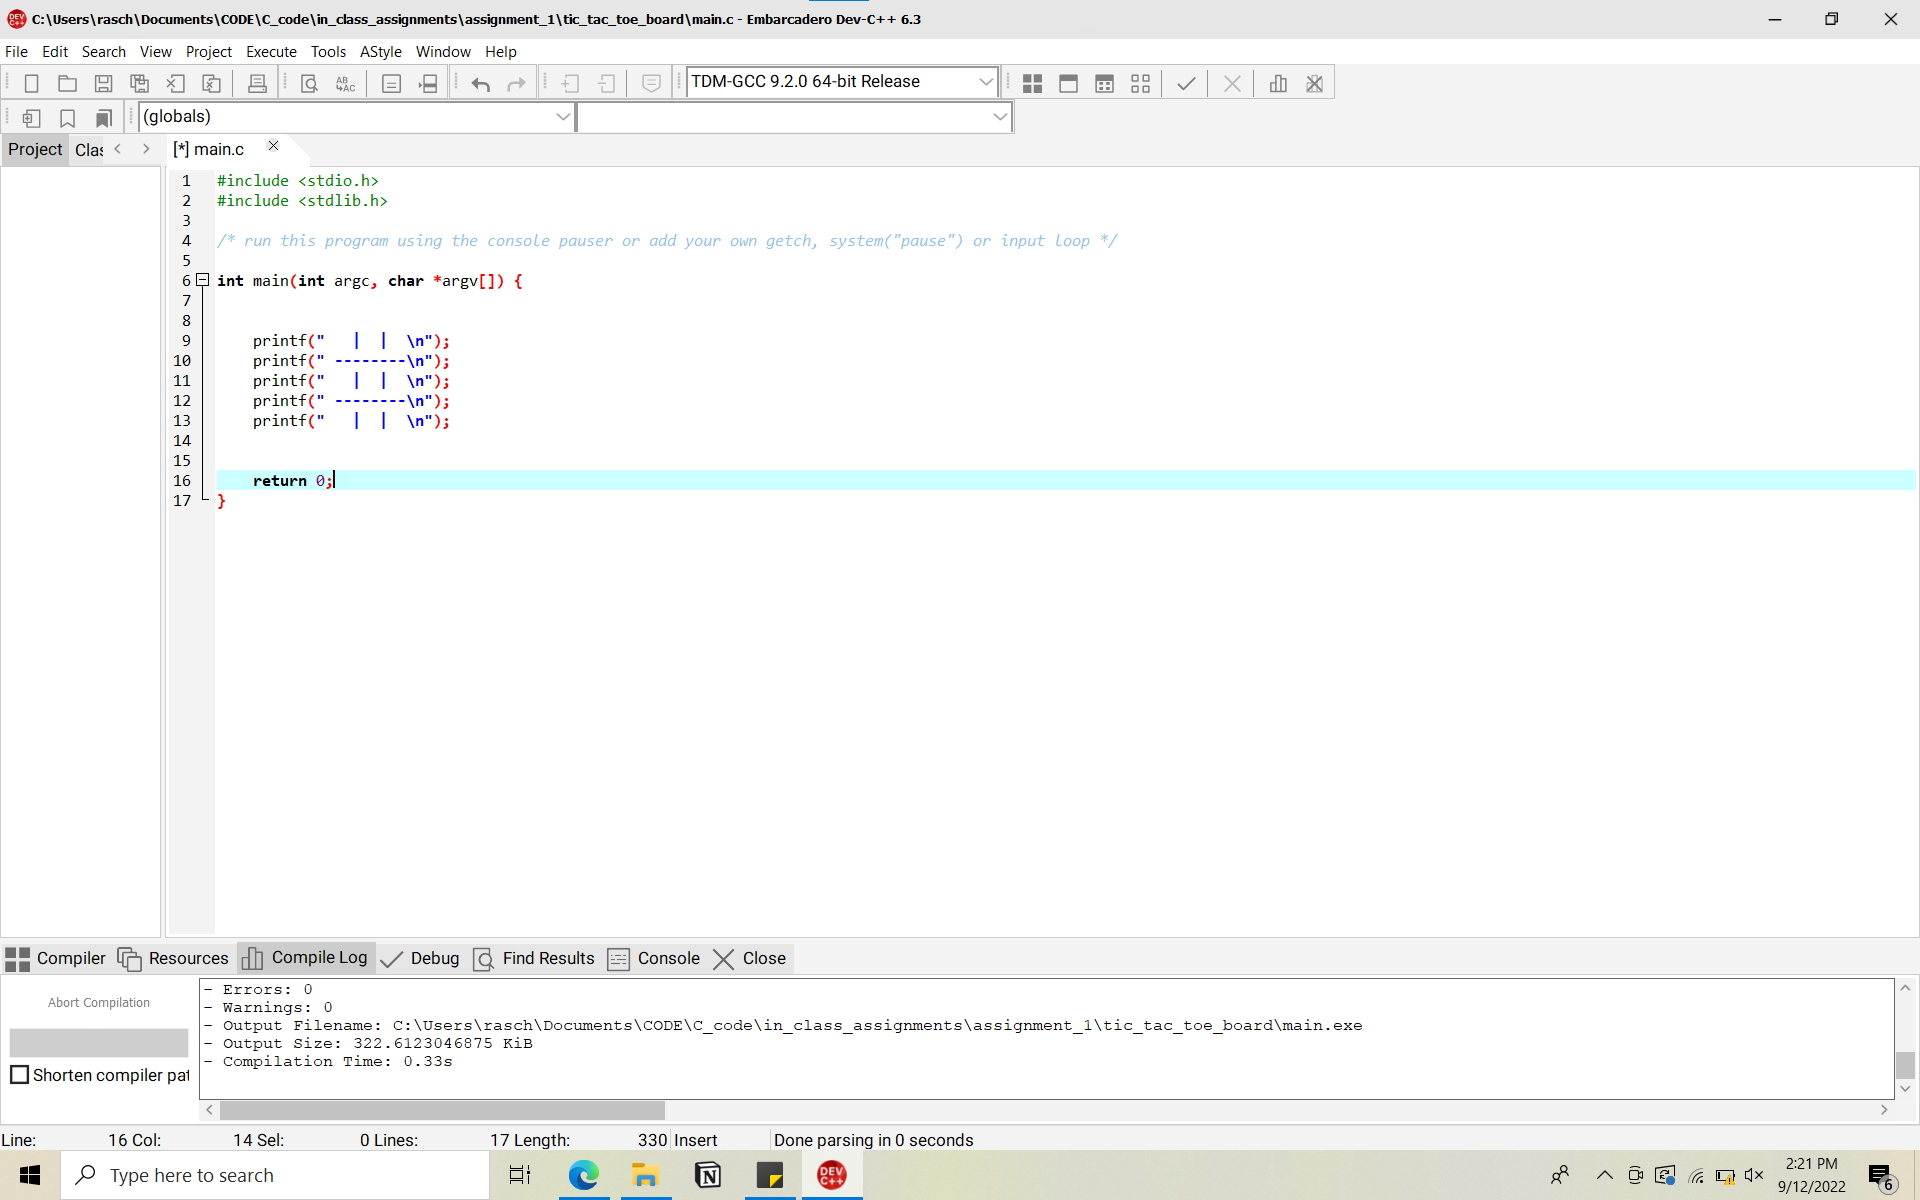 C:\Users\rasch\Documents\CODE\C_code\in_class_assignments\assignment_1\tic_tac_toe_board\main.c - Embarcadero Dev-C++ 6.3
File Edit Search View Project Execute Tools AStyle Window Help
TDM-GCC 9.2.0 64-bit Release
(globals)
Project Clas [*] main.c
1 #include <stdio.h>
2 #include <stdlib.h>
3
4 /* run this program using the console pauser or add your own getch, system("pause") or input loop */
5
6 int main(int argc, char *argv[]) {
7
8
9     printf("   |  |  \n");
10     printf(" --------\n");
11     printf("   |  |  \n");
12     printf(" --------\n");
13     printf("   |  |  \n");
14
15
16     return 0;
17 }
Compiler Resources Compile Log Debug Find Results Console Close
Abort Compilation
Shorten compiler pat
- Errors: 0
- Warnings: 0
- Output Filename: C:\Users\rasch\Documents\CODE\C_code\in_class_assignments\assignment_1\tic_tac_toe_board\main.exe
- Output Size: 322.6123046875 KiB
- Compilation Time: 0.33s
Line: 16 Col: 14 Sel: 0 Lines: 17 Length: 330 Insert Done parsing in 0 seconds
Type here to search
DEV C++
2:21 PM
9/12/2022
6